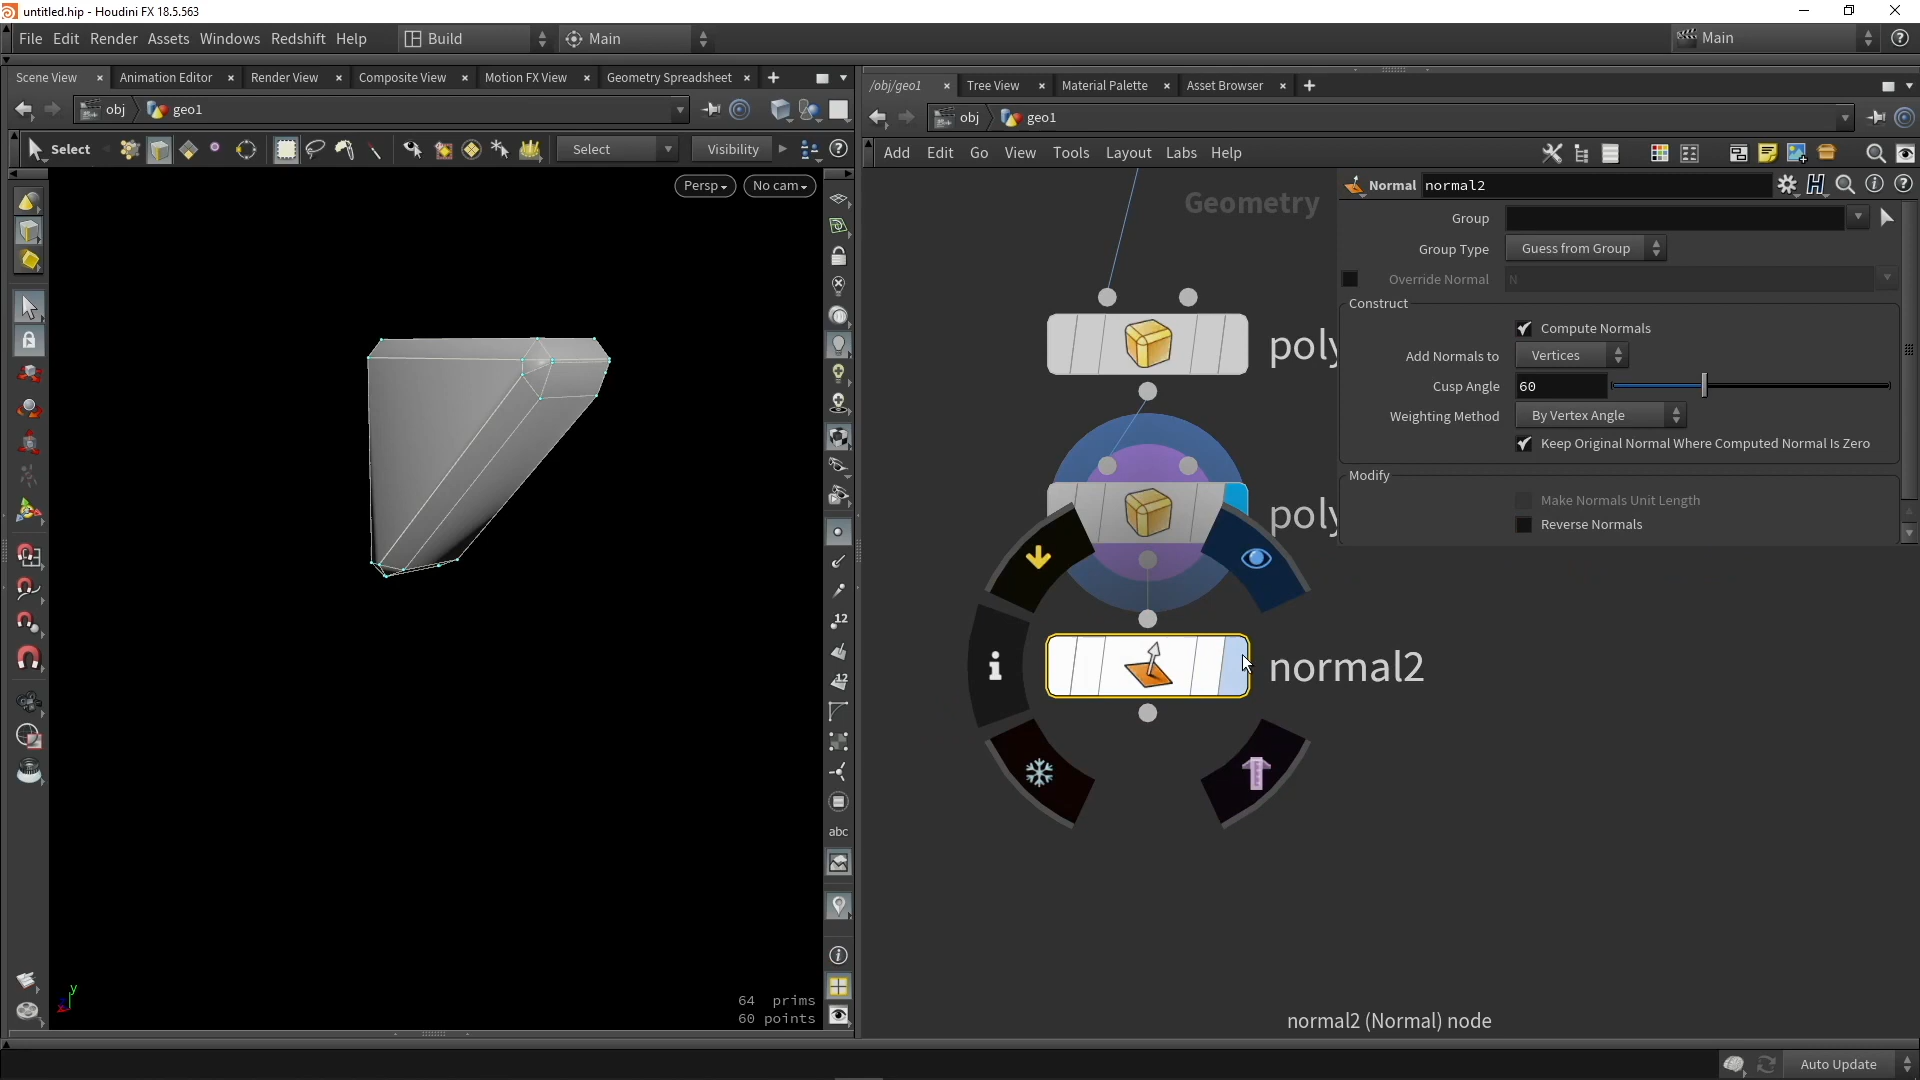 untitled.hip - Houdini FX 18.5.563
File Edit Render Assets Windows Redshift Help
Build
Main
Main
Scene View
Animation Editor
Render View
Composite View
Motion FX View
Geometry Spreadsheet
/obj/geo1
Tree View
Material Palette
Asset Browser
obj
geo1
obj
geo1
Select
Select
Visibility
Add Edit Go View Tools Layout Labs Help
Persp
No cam
Geometry
Normal
normal2
Group
Group Type
Guess from Group
Override Normal
N
Construct
Compute Normals
Add Normals to
Vertices
Cusp Angle
60
Weighting Method
By Vertex Angle
Keep Original Normal Where Computed Normal Is Zero
Modify
Make Normals Unit Length
Reverse Normals
poly
poly
normal2
12
12
abc
y
64 prims
60 points
normal2 (Normal) node
Auto Update